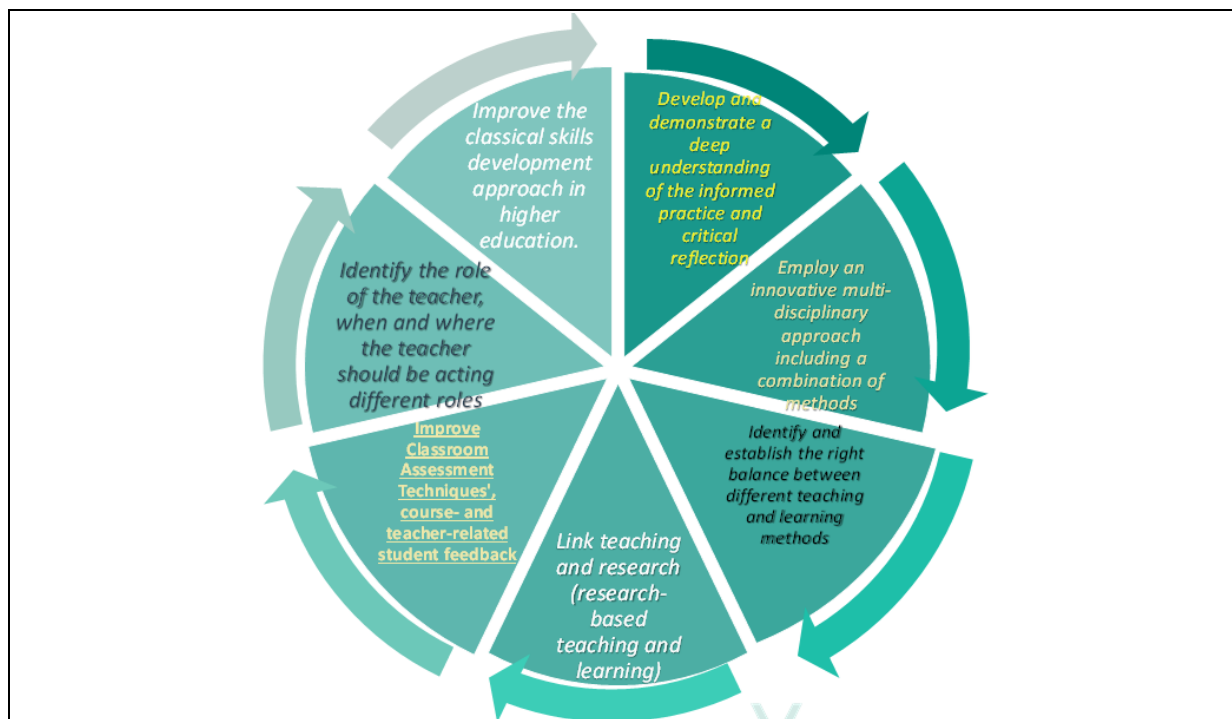 Develop and
demonstrate a
deep
understanding
of the informed
practice and
critical
reflection
Employ an
innovative multi-
disciplinary
approach
including a
combination of
methods
Identify and
establish the right
balance between
different teaching
and learning
methods
Link teaching
and research
(research-
based
teaching and
learning)
Improve
Classroom
Assessment
Techniques',
course- and
teacher-related
student feedback
Identify the role
of the teacher,
when and where
the teacher
should be acting
different roles
Improve the
classical skills
development
approach in
higher
education.